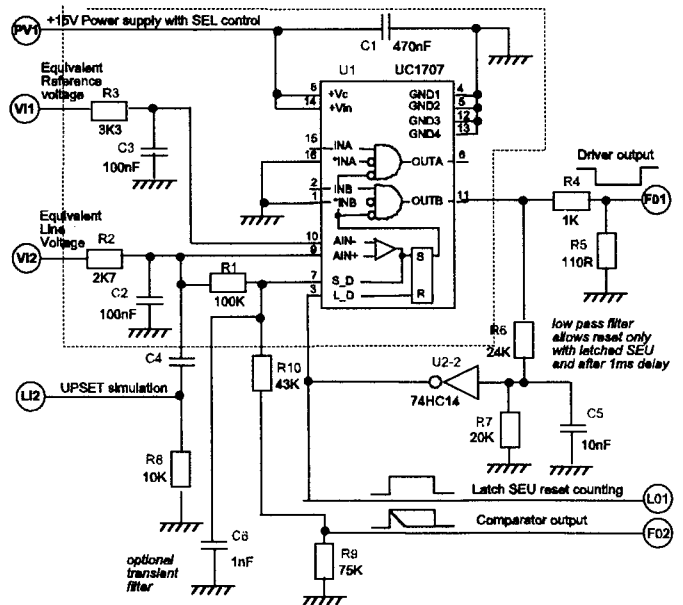 PV1
+15V Power supply with SEL control
C1
470nF
U1
UC1707
Equivalent
Reference
voltage
VI1
R3
3K3
C3
100nF
6
+Vc
14
+Vin
GND1
4
GND2
5
GND3
12
GND4
13
15
INA
16
*INA
OUTA
6
2
INB
1
*INB
OUTB
11
10
AIN-
9
AIN+
7
S_D
3
L_D
S
R
Driver output
R4
1K
F01
R5
110R
Equivalent
Line
Voltage
VI2
R2
2K7
C2
100nF
R1
100K
C4
LI2
UPSET simulation
R8
10K
R10
43K
R6
24K
low pass filter
allows reset only
with latched SEU
and after 1ms delay
U2-2
74HC14
R7
20K
C5
10nF
Latch SEU reset counting
L01
Comparator output
F02
C6
1nF
optional
transient
filter
R9
75K